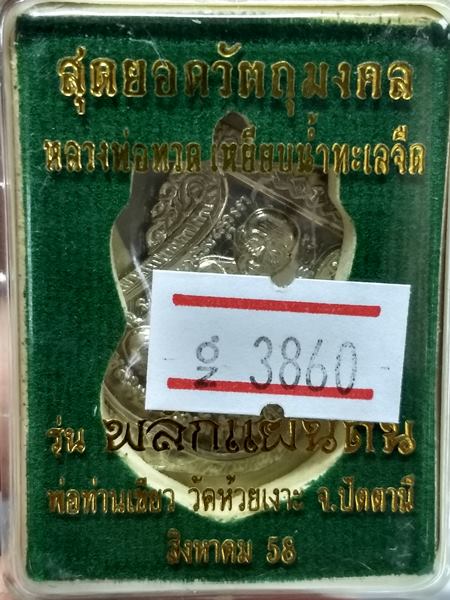 สุดยอดวัตถุมงคล
หลวงพ่อทวด เหยียบน้ำทะเลจืด
№ 3860
รุ่น พลิกแผ่นดิน
พ่อท่านเขียว วัดห้วยเงาะ จ.ปัตตานี
สิงหาคม 58